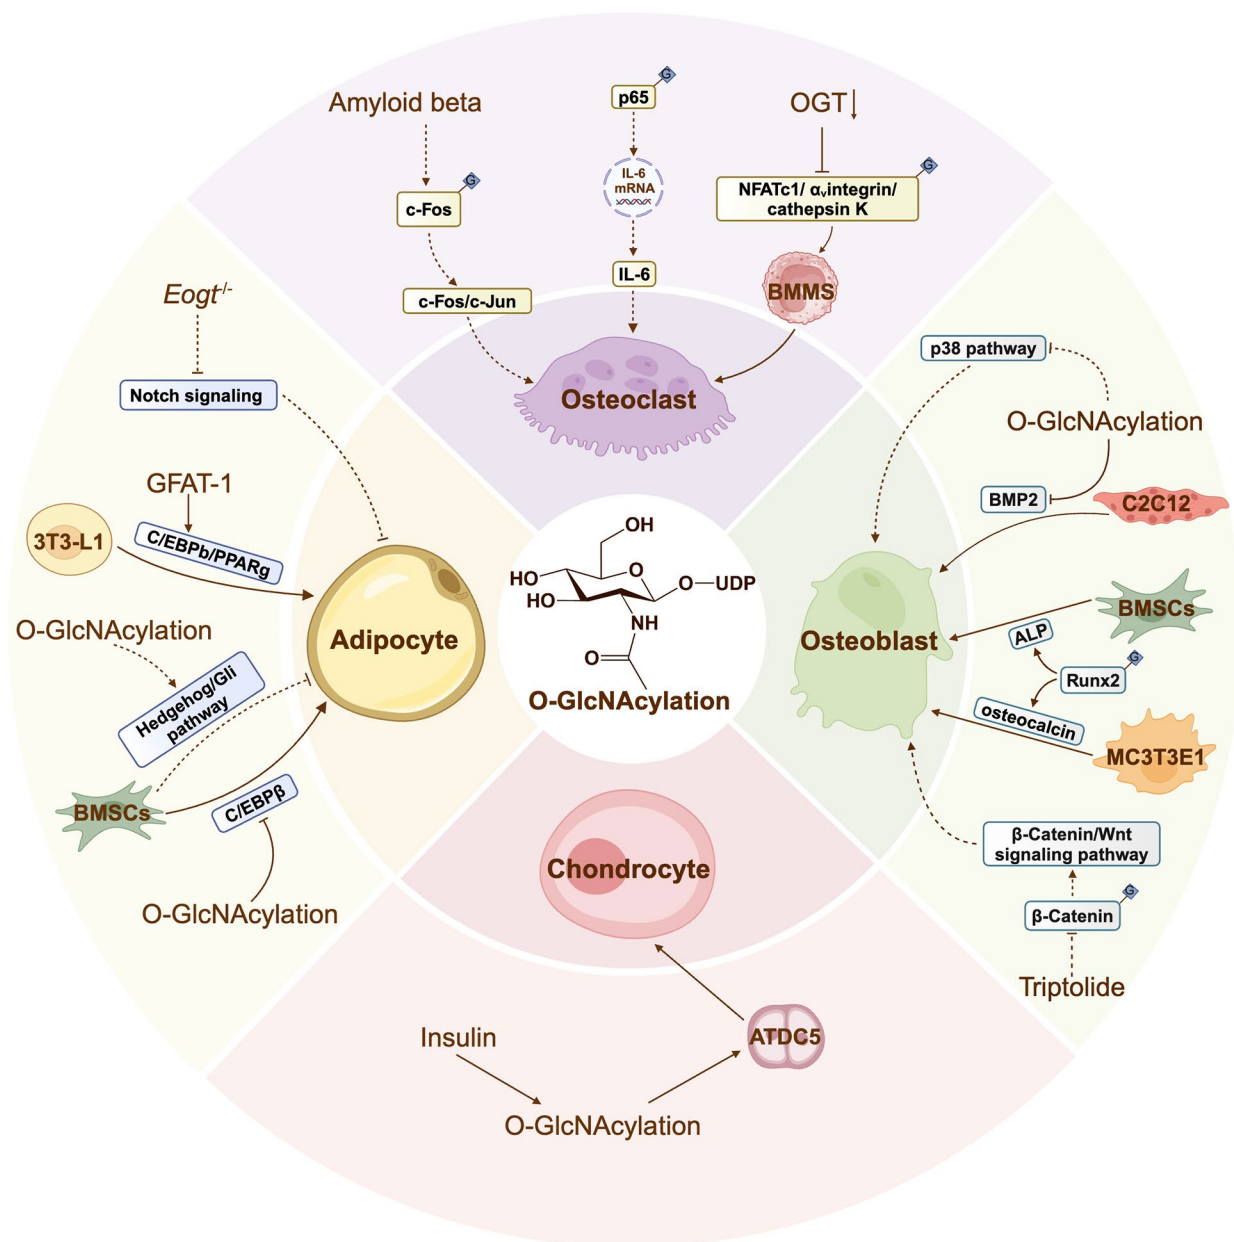 Amyloid beta
G
c-Fos
c-Fos/c-Jun
G
p65
IL-6
mRNA
IL-6
OGT↓
G
NFATc1/ αvintegrin/
cathepsin K
BMMS
Osteoclast
Eogt-/-
Notch signaling
GFAT-1
C/EBPb/PPARg
3T3-L1
O-GlcNAcylation
Hedgehog/Gli
pathway
BMSCs
C/EBPβ
O-GlcNAcylation
Adipocyte
OH
HO
HO
O
O
UDP
NH
O
O-GlcNAcylation
p38 pathway
O-GlcNAcylation
BMP2
C2C12
Osteoblast
BMSCs
ALP
G
Runx2
osteocalcin
MC3T3E1
β-Catenin/Wnt
signaling pathway
G
β-Catenin
Triptolide
Chondrocyte
ATDC5
Insulin
O-GlcNAcylation